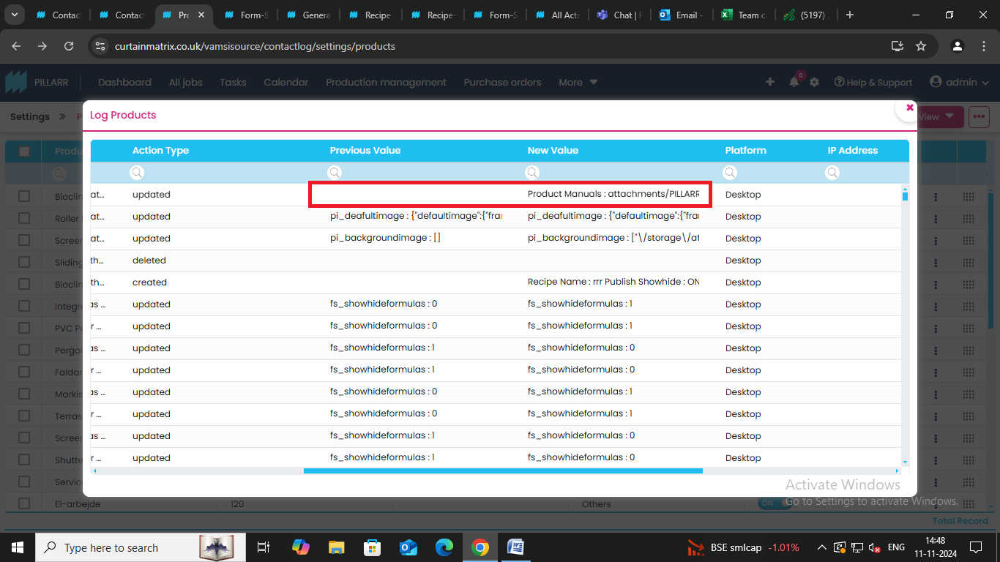 Contact
Contact
Pro
Form-S
Genera
Recipe-
Recipe-
Form-S
All Acti
Chat | F
Email -
Team c
(5197)
curtainmatrix.co.uk/vamsisource/contactlog/settings/products
PILLARR
Dashboard
All jobs
Tasks
Calendar
Production management
Purchase orders
More
0
Help & Support
admin
Settings » P
View
Log Products
Action Type Previous Value New Value Platform IP Address
Produ
Bioclin
at... updated Product Manuals : attachments/PILLARR Desktop
Roller
at... updated pi_deafultimage : {"defaultimage":{"frar pi_deafultimage : {"defaultimage":{"frar Desktop
Screer
at... updated pi_backgroundimage : [] pi_backgroundimage : ["\/storage\/at Desktop
Sliding
th... deleted Desktop
Bioclin
th... created Recipe Name : rrr Publish Showhide : ON Desktop
Integr
as ... updated fs_showhideformulas : 0 fs_showhideformulas : 1 Desktop
PVC Pe
r ... updated fs_showhideformulas : 0 fs_showhideformulas : 1 Desktop
Pergol
as ... updated fs_showhideformulas : 1 fs_showhideformulas : 0 Desktop
Faldar
r ... updated fs_showhideformulas : 1 fs_showhideformulas : 0 Desktop
Markis
as ... updated fs_showhideformulas : 0 fs_showhideformulas : 1 Desktop
Terras
r ... updated fs_showhideformulas : 0 fs_showhideformulas : 1 Desktop
Screer
as ... updated fs_showhideformulas : 1 fs_showhideformulas : 0 Desktop
Shutte
r ... updated fs_showhideformulas : 1 fs_showhideformulas : 0 Desktop
Servic
El-arbejde 120 Others ON
Activate Windows
Go to Settings to activate Windows.
Total Record
Type here to search
BSE smlcap -1.01%
ENG
14:48
11-11-2024